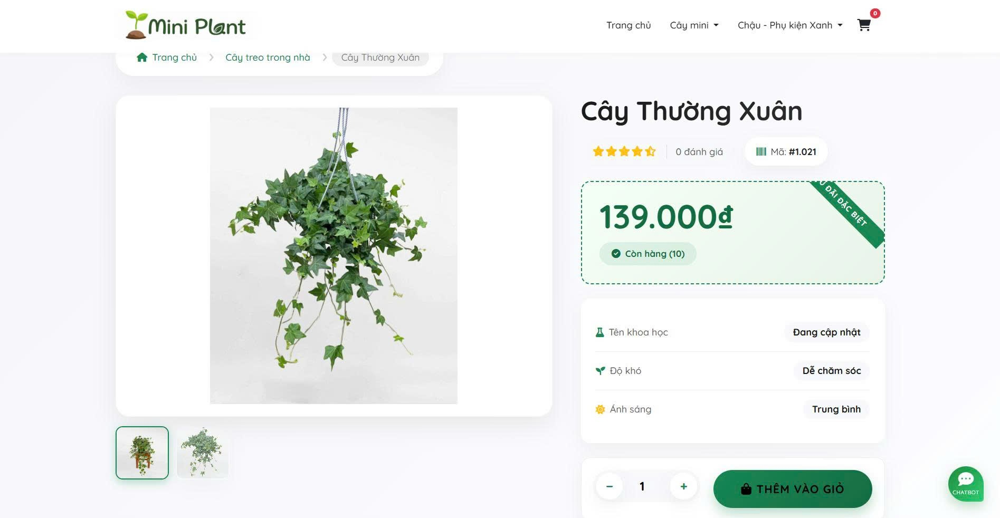 Mini Plant
Trang chủ
Cây mini
Chậu - Phụ kiện Xanh
0
Trang chủ
Cây treo trong nhà
Cây Thường Xuân
Cây Thường Xuân
0 đánh giá
Mã: #1.021
ĐÃI ĐẶC BIỆT
139.000₫
Còn hàng (10)
Tên khoa học
Đang cập nhật
Độ khó
Dễ chăm sóc
Ánh sáng
Trung bình
− 1 +
THÊM VÀO GIỎ
CHATBOT